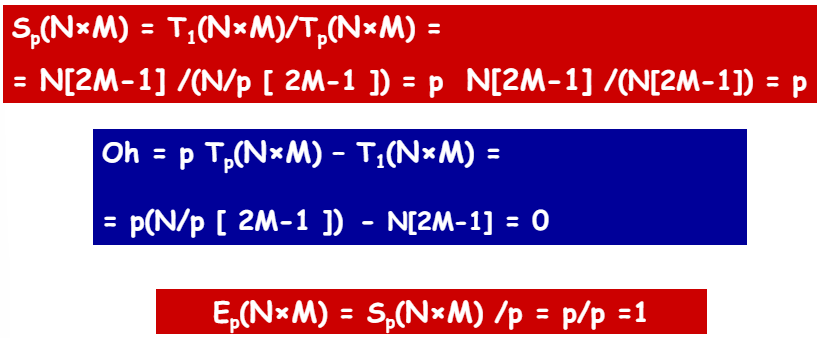 Sₚ(N×M) = T₁(N×M)/Tₚ(N×M) =
= N[2M-1] /(N/p [ 2M-1 ]) = p N[2M-1] /(N[2M-1]) = p
Oh = p Tₚ(N×M) – T₁(N×M) =
= p(N/p [ 2M-1 ]) - N[2M-1] = 0
Eₚ(N×M) = Sₚ(N×M) /p = p/p =1